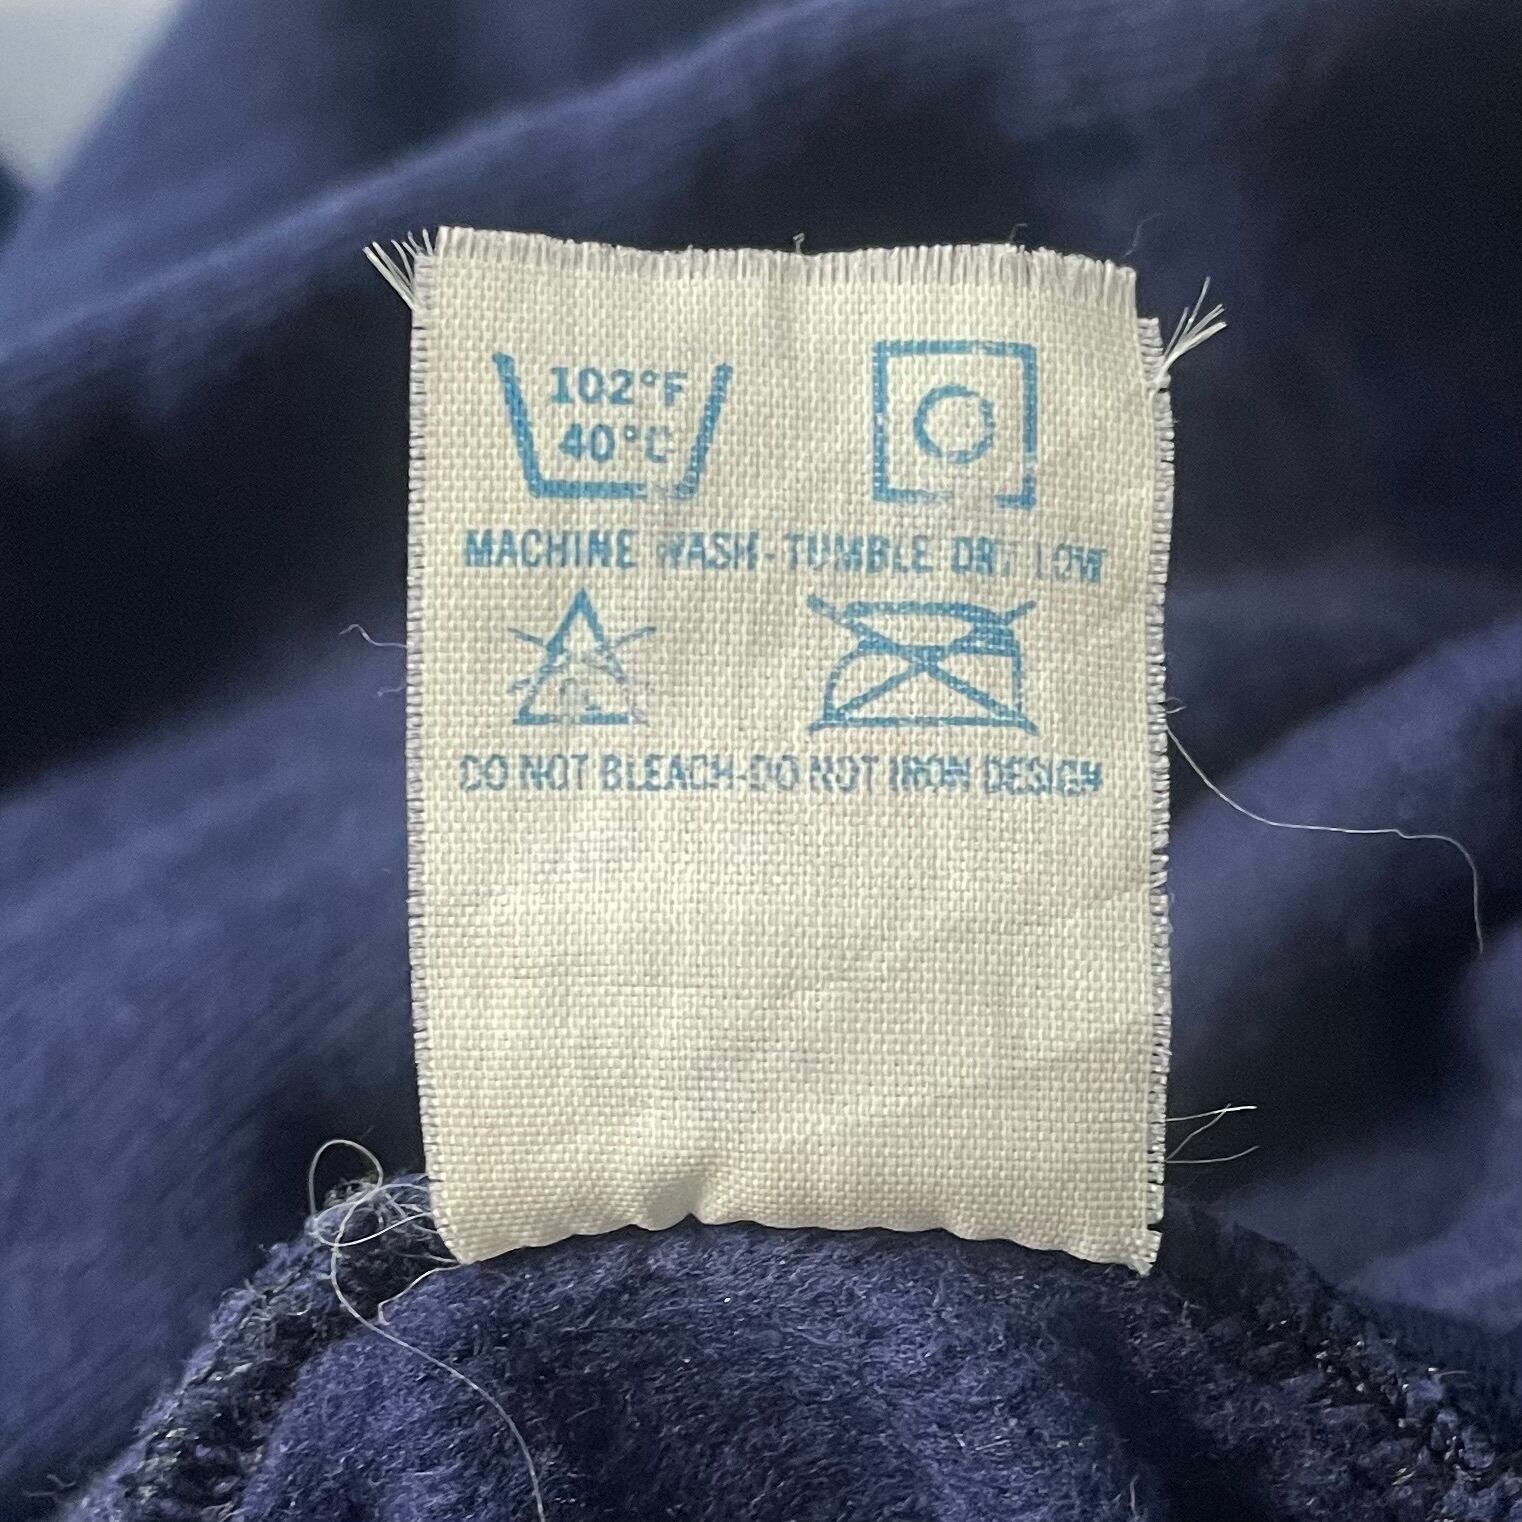 102°F
40°C
MACHINE WASH-TUMBLE DRY LOW
DO NOT BLEACH-DO NOT IRON DESIGN